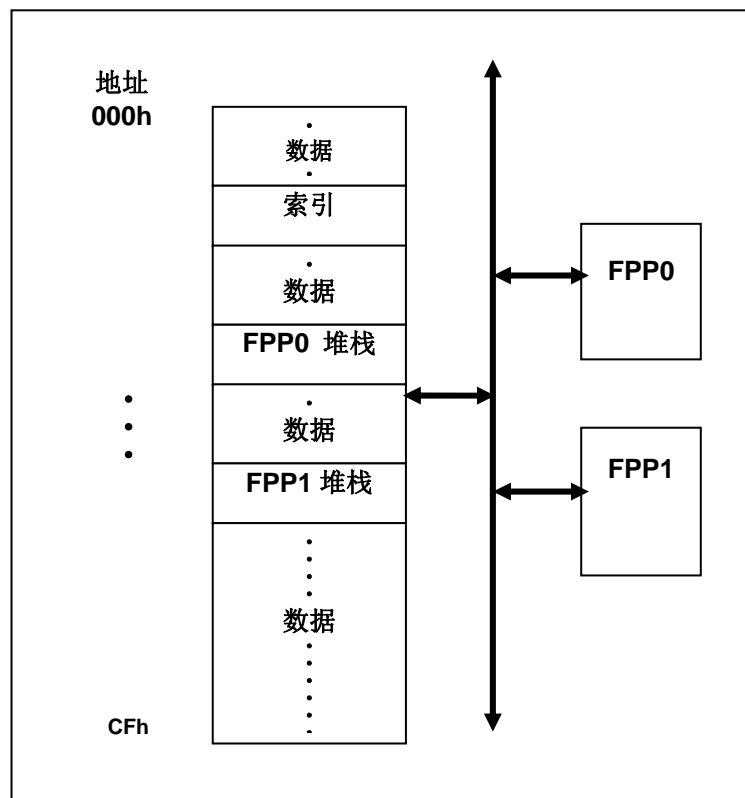 地址
000h
数据
索引
数据
FPP0 堆栈
数据
FPP1 堆栈
数据
CFh
FPP0
FPP1